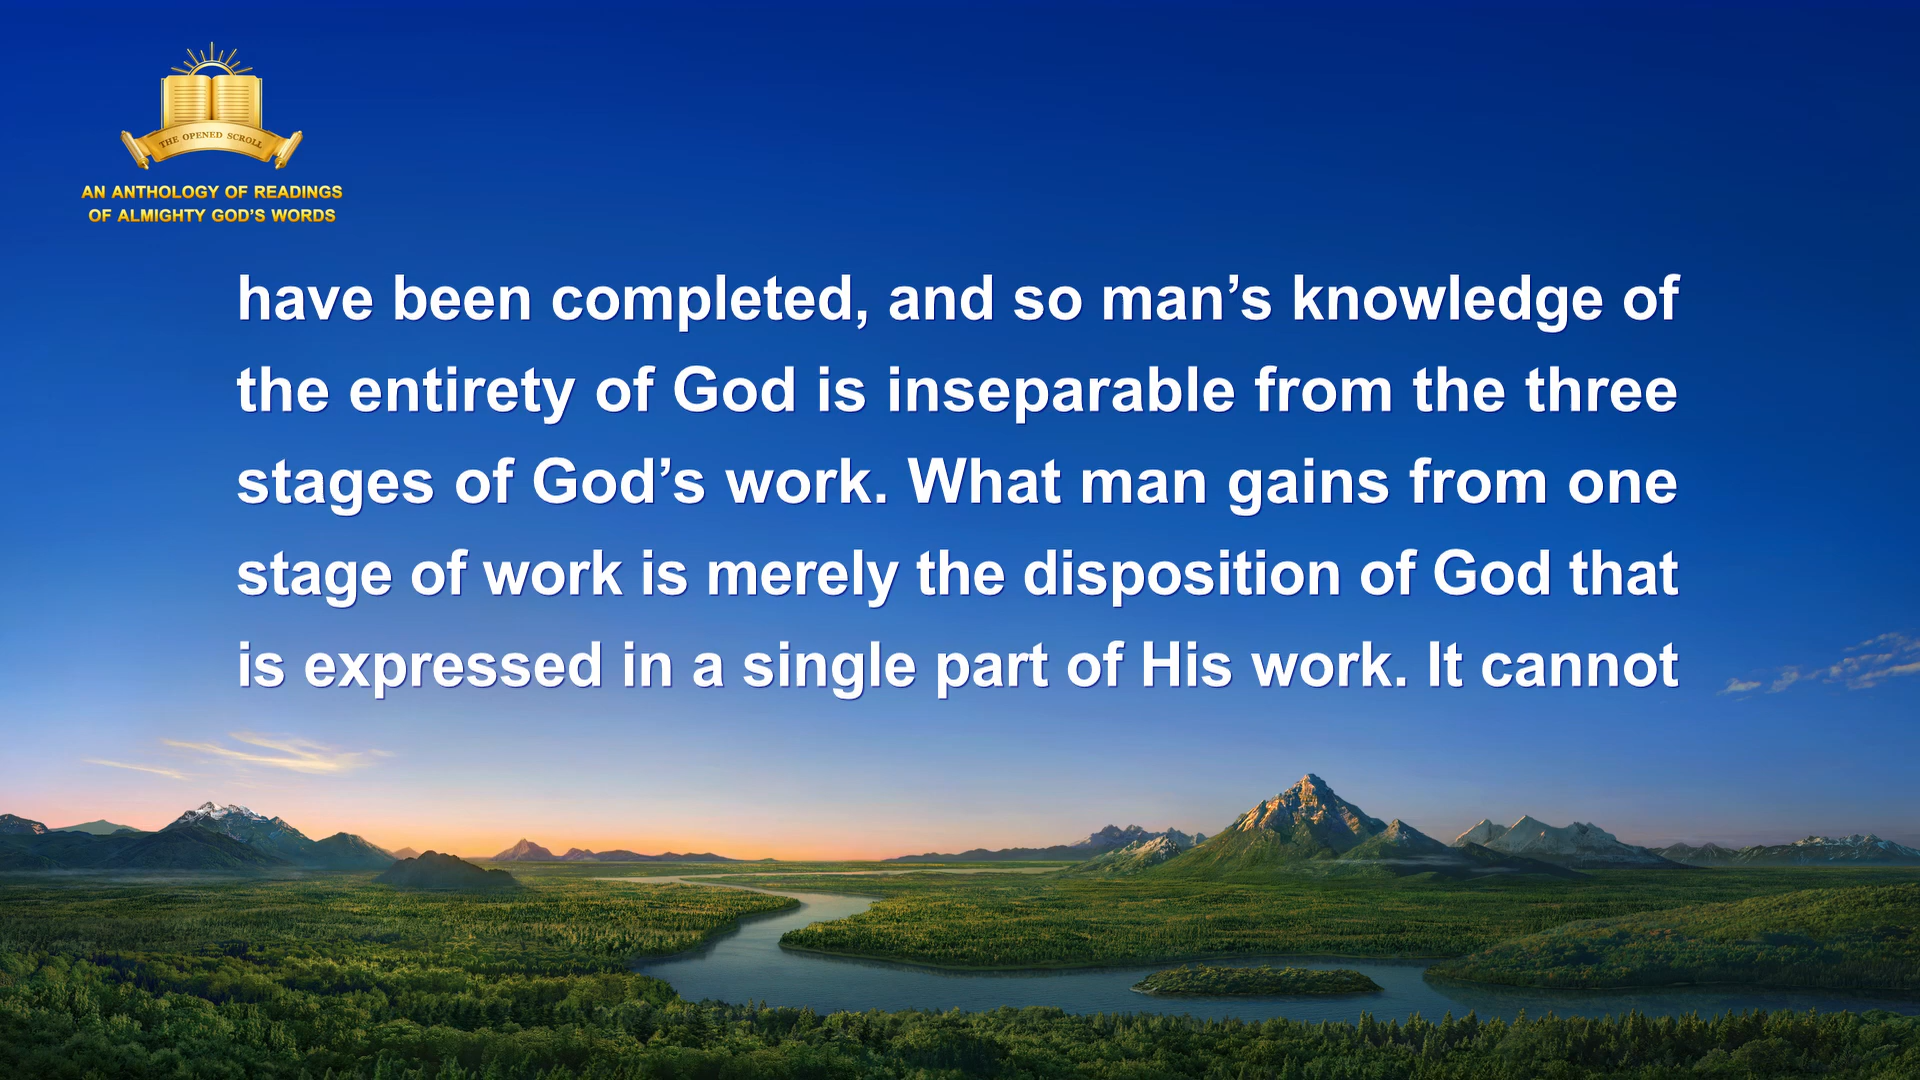 THE OPENED SCROLL
AN ANTHOLOGY OF READINGS
OF ALMIGHTY GOD'S WORDS
have been completed, and so man’s knowledge of
the entirety of God is inseparable from the three
stages of God’s work. What man gains from one
stage of work is merely the disposition of God that
is expressed in a single part of His work. It cannot